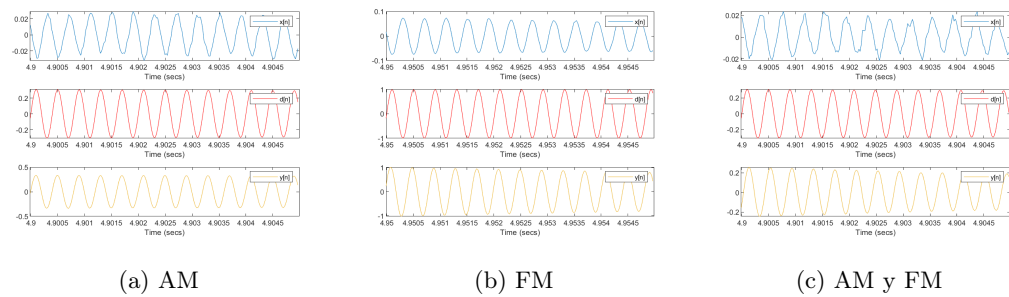 0.02
0
-0.02
x[n]
4.9 4.9005 4.901 4.9015 4.902 4.9025 4.903 4.9035 4.904 4.9045
Time (secs)
0.2
0
-0.2
d[n]
4.9 4.9005 4.901 4.9015 4.902 4.9025 4.903 4.9035 4.904 4.9045
Time (secs)
0.5
0
-0.5
y[n]
4.9 4.9005 4.901 4.9015 4.902 4.9025 4.903 4.9035 4.904 4.9045
Time (secs)
(a) AM
0.1
0
-0.1
x[n]
4.95 4.9505 4.951 4.9515 4.952 4.9525 4.953 4.9535 4.954 4.9545
Time (secs)
1
0
-1
d[n]
4.95 4.9505 4.951 4.9515 4.952 4.9525 4.953 4.9535 4.954 4.9545
Time (secs)
1
0
-1
y[n]
4.95 4.9505 4.951 4.9515 4.952 4.9525 4.953 4.9535 4.954 4.9545
Time (secs)
(b) FM
0.02
0
-0.02
x[n]
4.9 4.9005 4.901 4.9015 4.902 4.9025 4.903 4.9035 4.904 4.9045
Time (secs)
0.2
0
-0.2
d[n]
4.9 4.9005 4.901 4.9015 4.902 4.9025 4.903 4.9035 4.904 4.9045
Time (secs)
0.2
0
-0.2
y[n]
4.9 4.9005 4.901 4.9015 4.902 4.9025 4.903 4.9035 4.904 4.9045
Time (secs)
(c) AM y FM